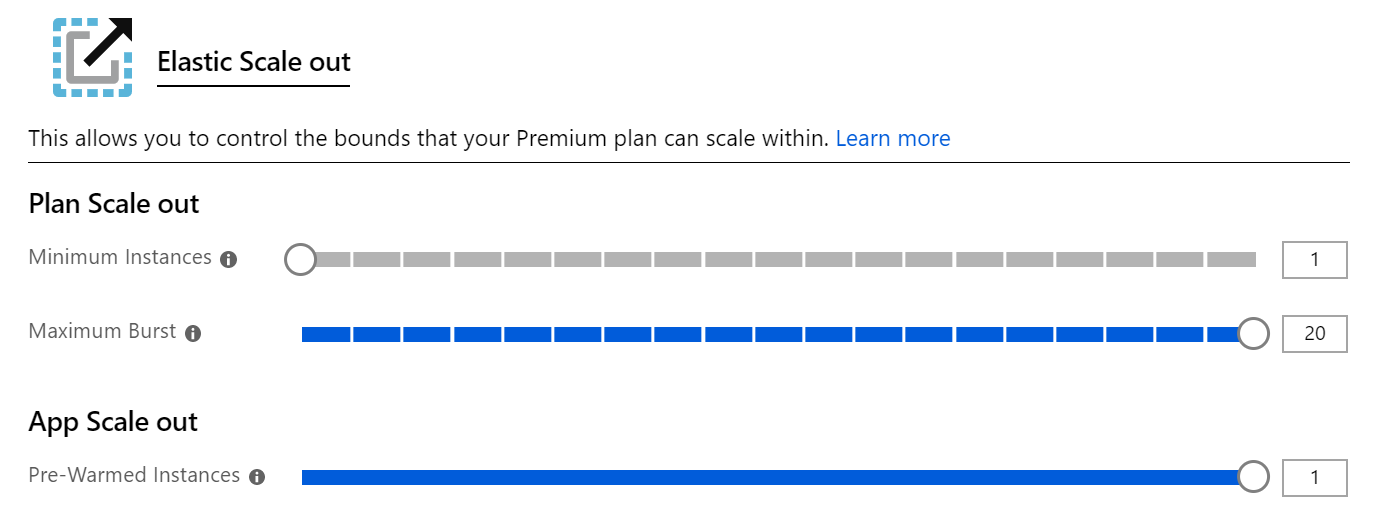 Elastic Scale out
This allows you to control the bounds that your Premium plan can scale within. Learn more
Plan Scale out
Minimum Instances 1
Maximum Burst 20
App Scale out
Pre-Warmed Instances 1